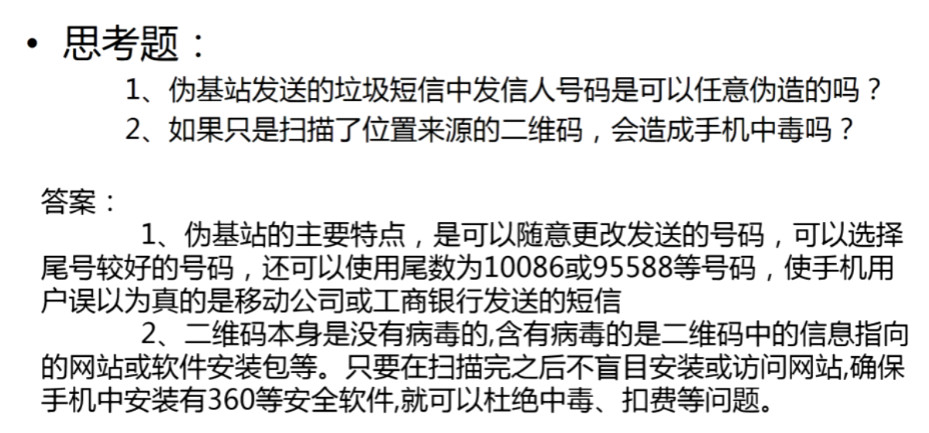 • 思考题：
1、伪基站发送的垃圾短信中发信人号码是可以任意伪造的吗？
2、如果只是扫描了位置来源的二维码，会造成手机中毒吗？
答案：
1、伪基站的主要特点，是可以随意更改发送的号码，可以选择
尾号较好的号码，还可以使用尾数为10086或95588等号码，使手机用
户误以为真的是移动公司或工商银行发送的短信
2、二维码本身是没有病毒的,含有病毒的是二维码中的信息指向
的网站或软件安装包等。只要在扫描完之后不盲目安装或访问网站,确保
手机中安装有360等安全软件,就可以杜绝中毒、扣费等问题。